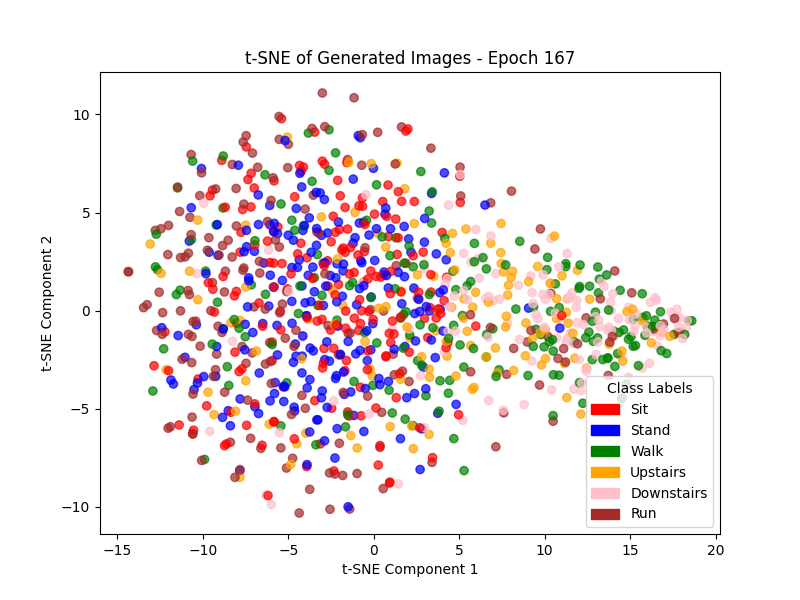 t-SNE of Generated Images - Epoch 167
t-SNE Component 2
10
5
0
−5
−10
Class Labels
Sit
Stand
Walk
Upstairs
Downstairs
Run
−15
−10
−5
0
5
10
15
20
t-SNE Component 1